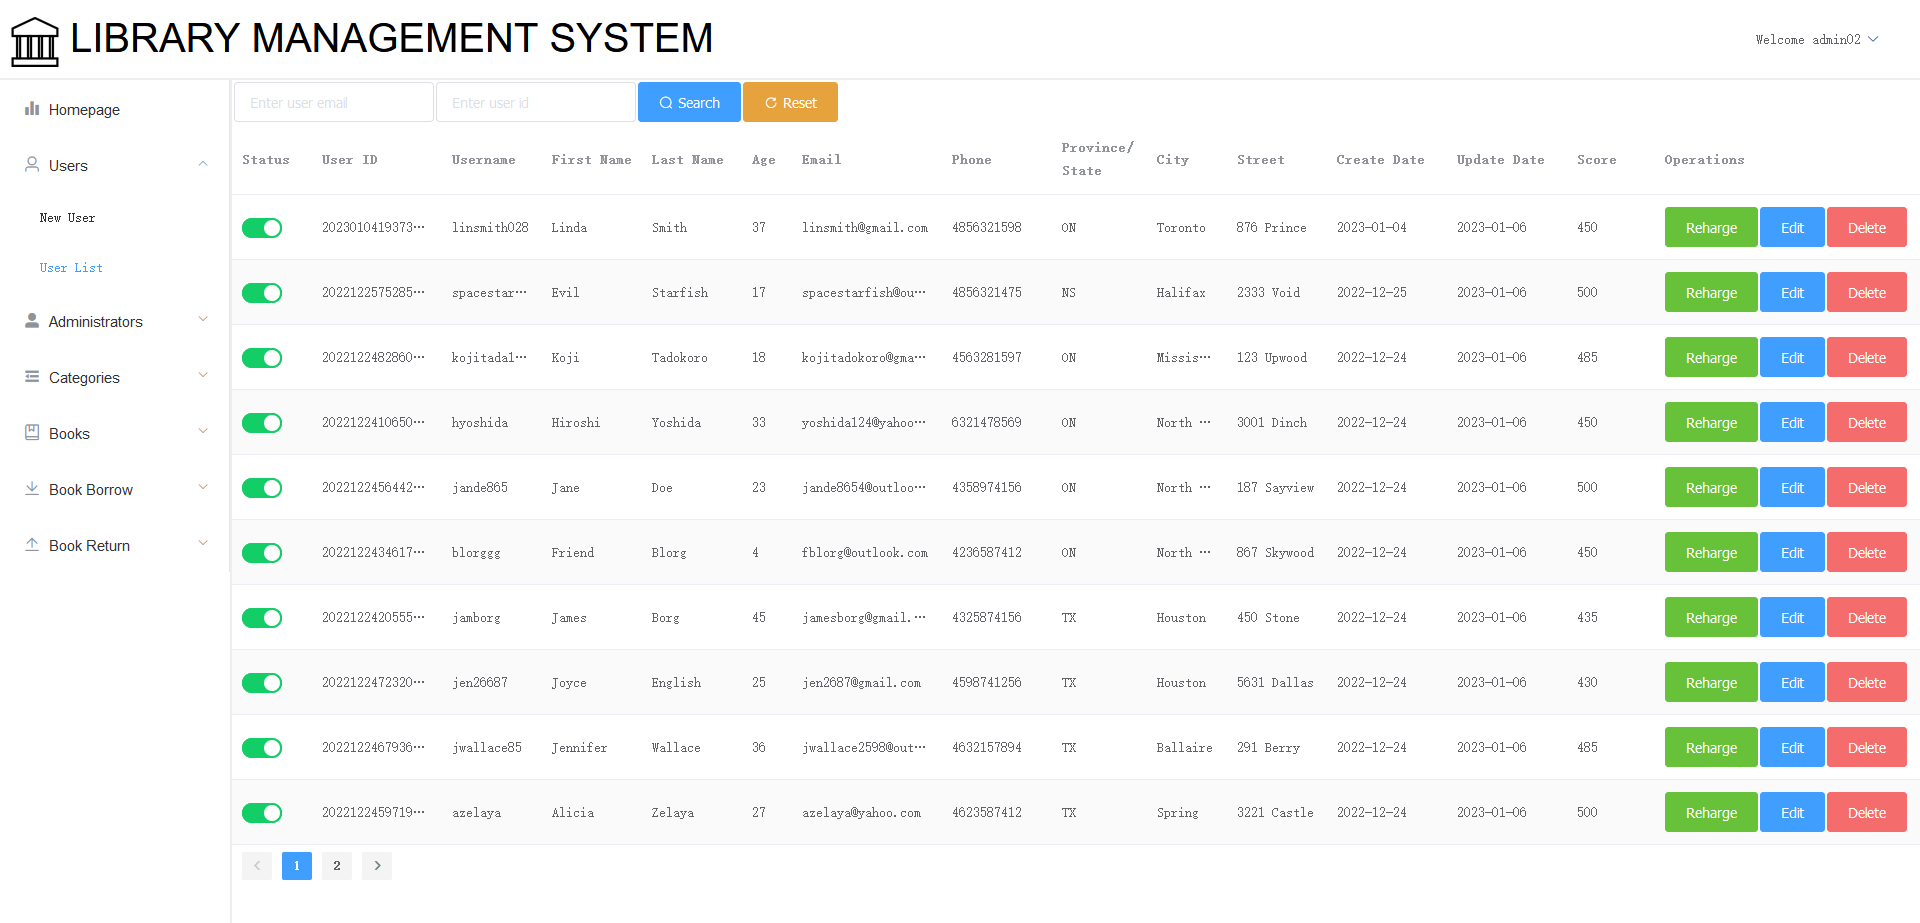 LIBRARY MANAGEMENT SYSTEM
Welcome admin02
Homepage
Users
New User
User List
Administrators
Categories
Books
Book Borrow
Book Return
Enter user email Enter user id Search Reset
Status User ID Username First Name Last Name Age Email Phone Province/State City Street Create Date Update Date Score Operations
2023010419373··· linsmith028 Linda Smith 37 linsmith@gmail.com 4856321598 ON Toronto 876 Prince 2023-01-04 2023-01-06 450 Reharge Edit Delete
2022122575285··· spacestar··· Evil Starfish 17 spacestarfish@ou··· 4856321475 NS Halifax 2333 Void 2022-12-25 2023-01-06 500 Reharge Edit Delete
2022122482860··· kojitadal··· Koji Tadokoro 18 kojitadokoro@gma··· 4563281597 ON Missis··· 123 Upwood 2022-12-24 2023-01-06 485 Reharge Edit Delete
2022122410650··· hyoshida Hiroshi Yoshida 33 yoshida124@yahoo··· 6321478569 ON North ··· 3001 Dinch 2022-12-24 2023-01-06 450 Reharge Edit Delete
2022122456442··· jande865 Jane Doe 23 jande8654@outloo··· 4358974156 ON North ··· 187 Sayview 2022-12-24 2023-01-06 500 Reharge Edit Delete
2022122434617··· blorggg Friend Blorg 4 fblorg@outlook.com 4236587412 ON North ··· 867 Skywood 2022-12-24 2023-01-06 450 Reharge Edit Delete
2022122420555··· jamborg James Borg 45 jamesborg@gmail.··· 4325874156 TX Houston 450 Stone 2022-12-24 2023-01-06 435 Reharge Edit Delete
2022122472320··· jen26687 Joyce English 25 jen2687@gmail.com 4598741256 TX Houston 5631 Dallas 2022-12-24 2023-01-06 430 Reharge Edit Delete
2022122467936··· jwallace85 Jennifer Wallace 36 jwallace2598@out··· 4632157894 TX Ballaire 291 Berry 2022-12-24 2023-01-06 485 Reharge Edit Delete
2022122459719··· azelaya Alicia Zelaya 27 azelaya@yahoo.com 4623587412 TX Spring 3221 Castle 2022-12-24 2023-01-06 500 Reharge Edit Delete
1 2